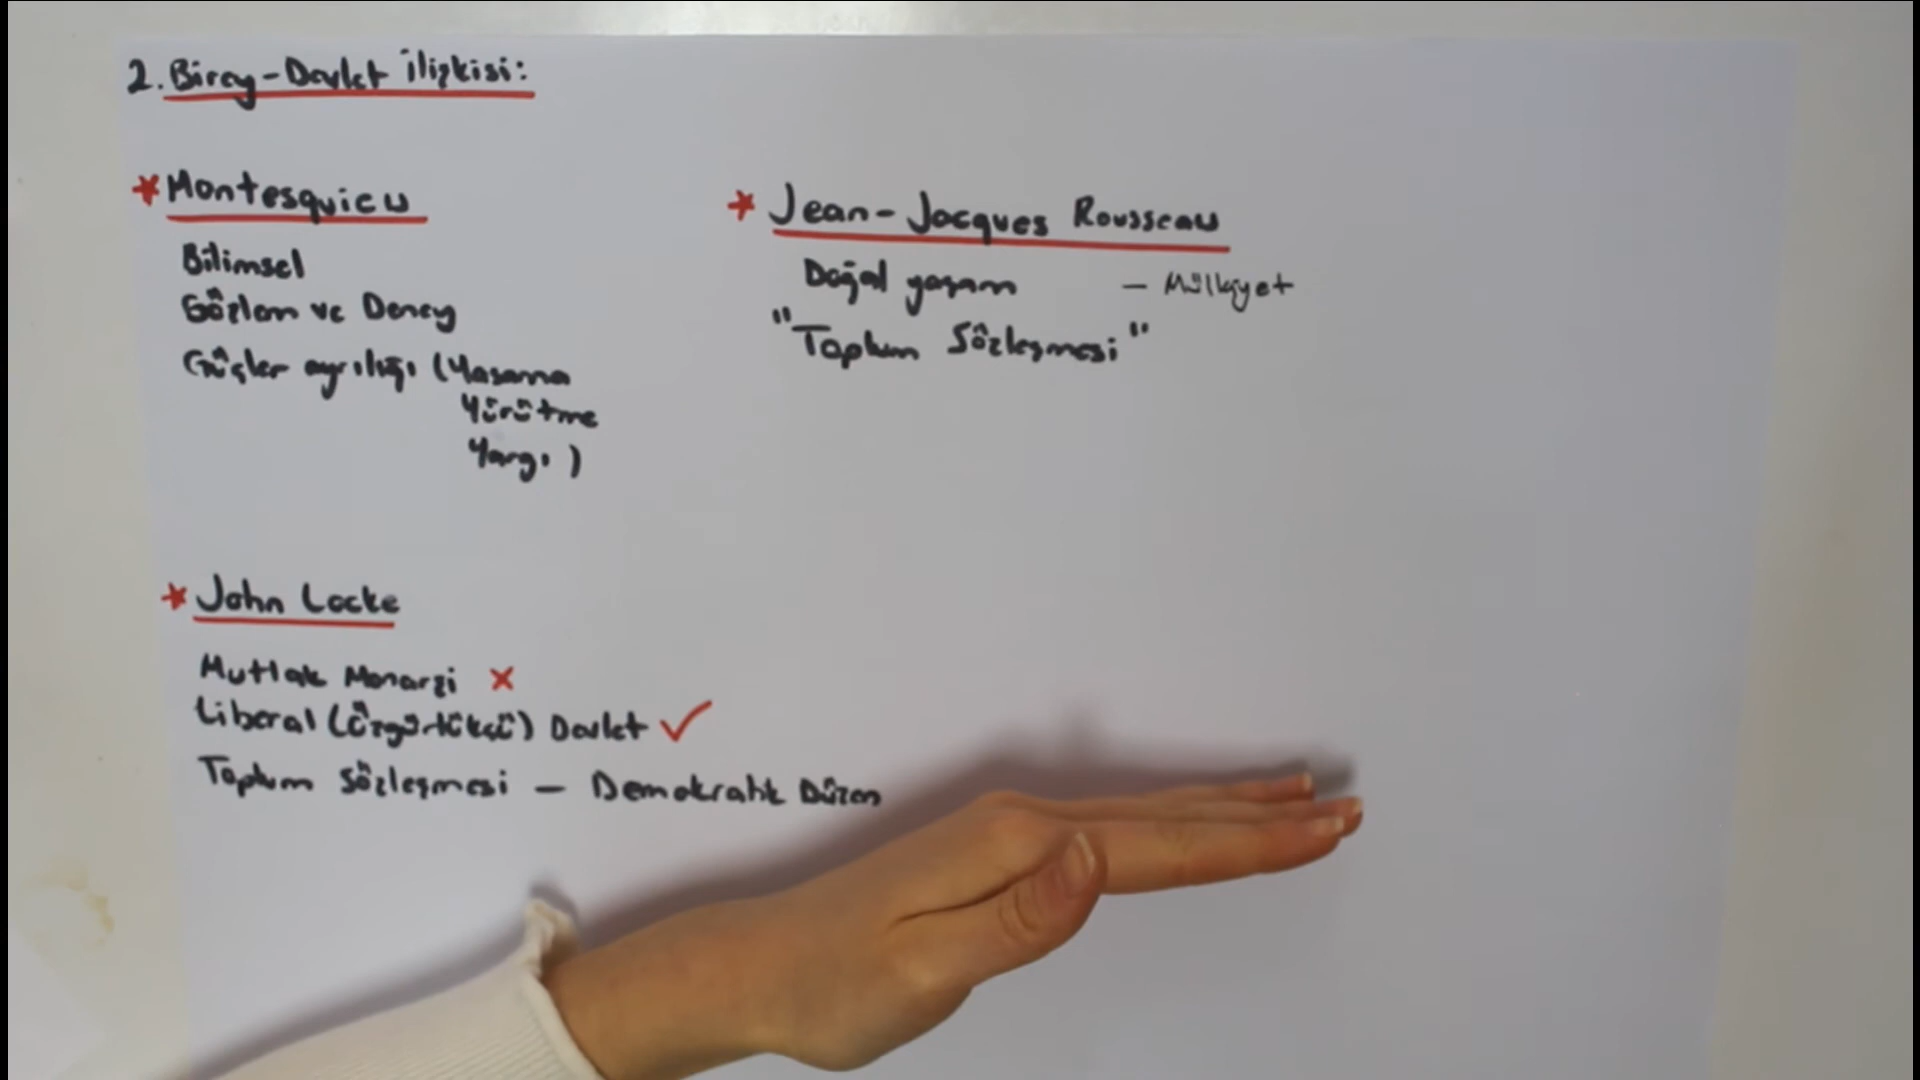 2. Birey-Devlet ilişkisi:
* Montesquieu
Bilimsel
Gözlem ve Deney
Güçler ayrılığı (Yasama
Yürütme
Yargı)
* Jean-Jacques Rousseau
Doğal yaşam — Mülkiyet
"Toplum Sözleşmesi"
* John Locke
Mutlak Monarşi ✗
Liberal (Özgürlükçü) Devlet ✓
Toplum sözleşmesi — Demokratik Düzen